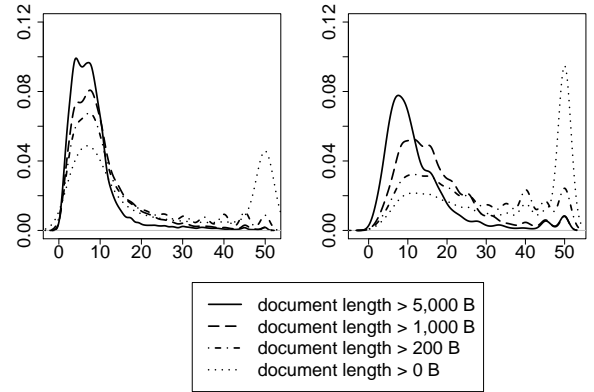 0.12
0.08
0.04
0.00
0 10 20 30 40 50
0.12
0.08
0.04
0.00
0 10 20 30 40 50
document length > 5,000 B
document length > 1,000 B
document length > 200 B
document length > 0 B